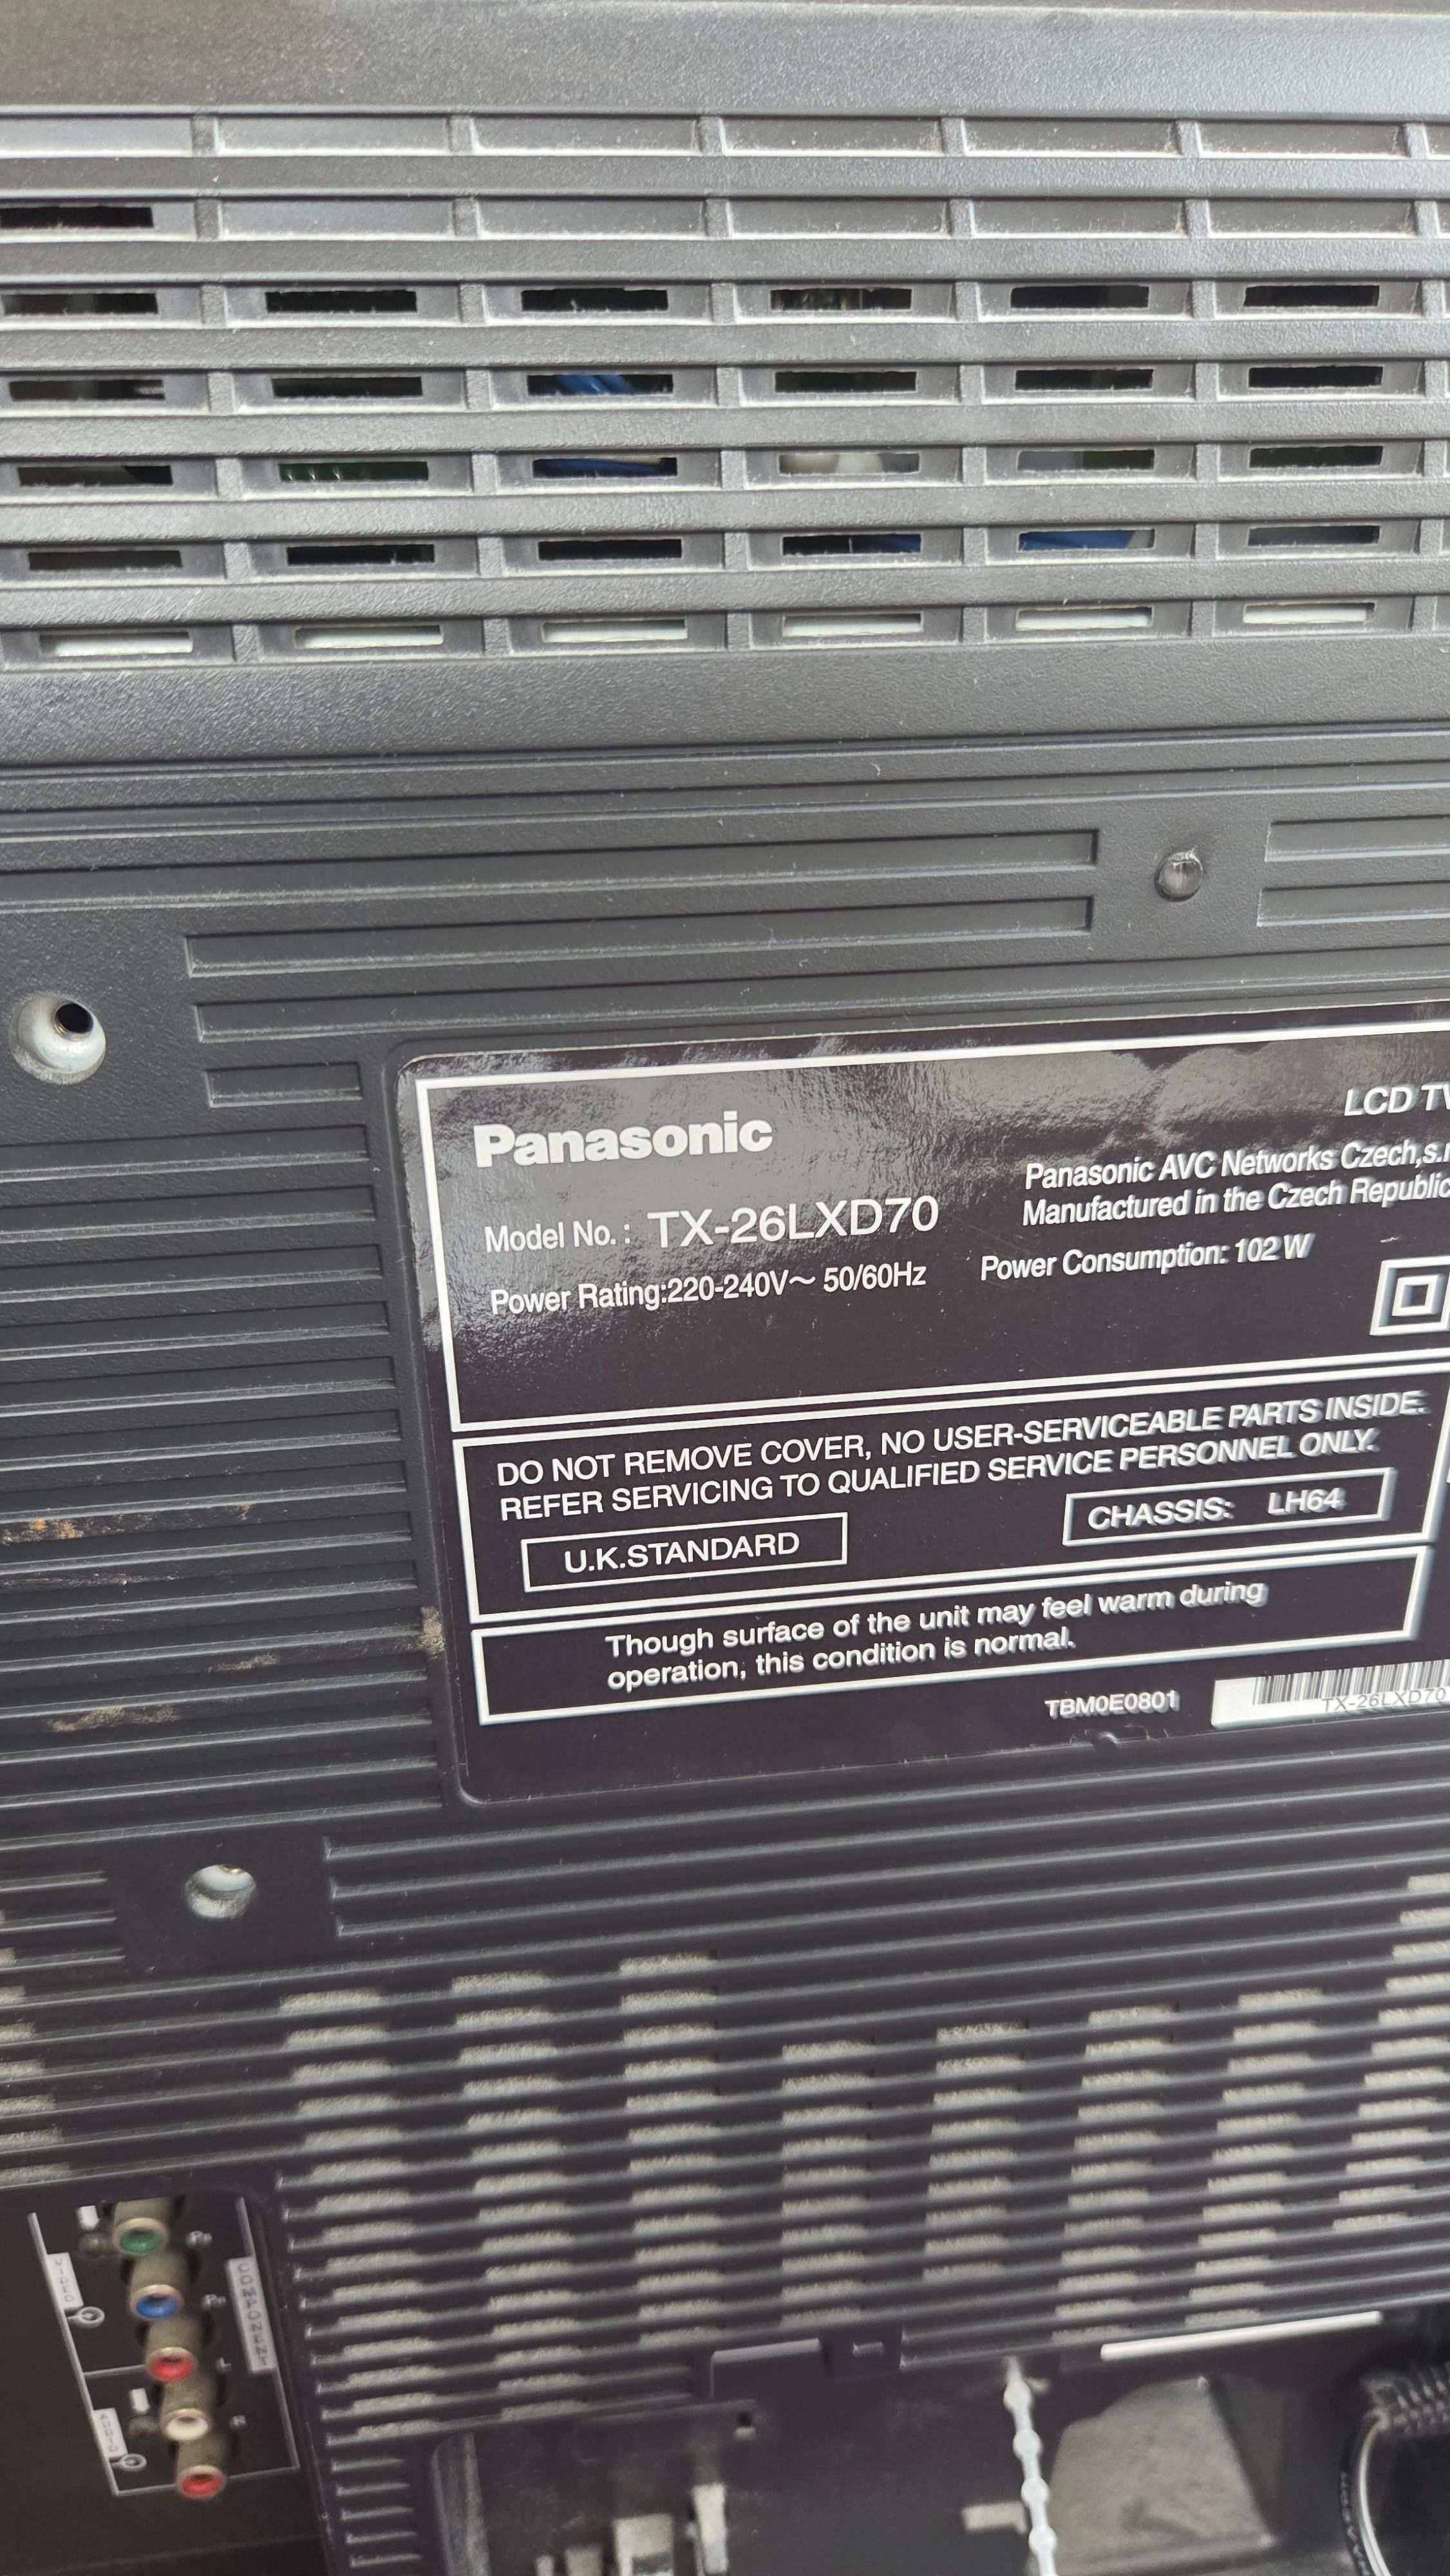 Panasonic
LCD TV
Model No. : TX-26LXD70
Panasonic AVC Networks Czech,s.r
Manufactured in the Czech Republic
Power Rating:220-240V~ 50/60Hz
Power Consumption: 102 W
DO NOT REMOVE COVER, NO USER-SERVICEABLE PARTS INSIDE.
REFER SERVICING TO QUALIFIED SERVICE PERSONNEL ONLY.
U.K.STANDARD
CHASSIS: LH64
Though surface of the unit may feel warm during
operation, this condition is normal.
TBM0E0801
TX-26LXD70
COMPONENT
VIDEO
AUDIO
L
R